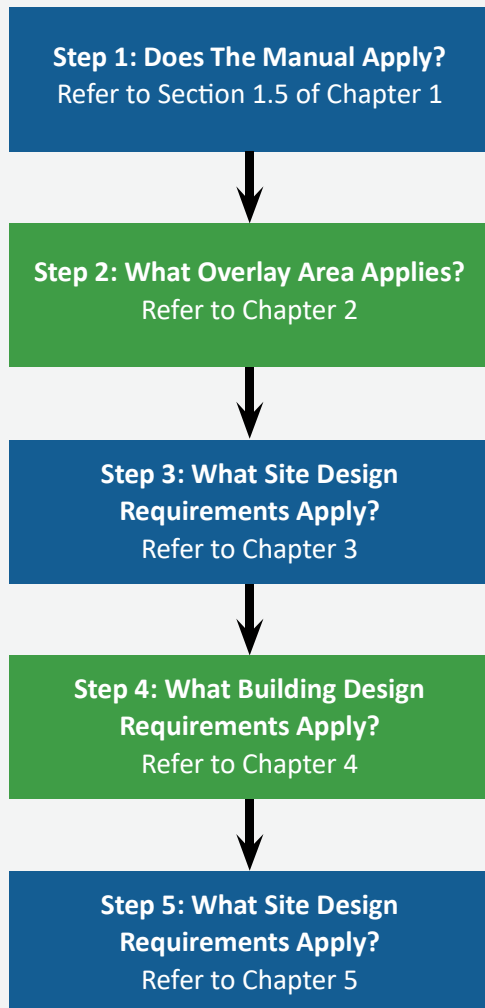 Step 1: Does The Manual Apply?
Refer to Section 1.5 of Chapter 1
Step 2: What Overlay Area Applies?
Refer to Chapter 2
Step 3: What Site Design
Requirements Apply?
Refer to Chapter 3
Step 4: What Building Design
Requirements Apply?
Refer to Chapter 4
Step 5: What Site Design
Requirements Apply?
Refer to Chapter 5